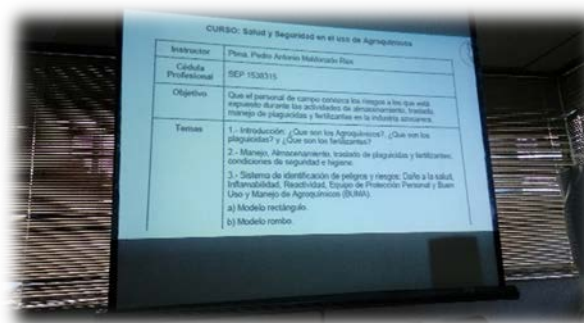 CURSO: Salud y Seguridad en el uso de Agroquímicos
Instructor Pbma. Pedro Antonio Maldonado Rax
Cédula
Profesional SEP 1538315
Objetivo Que el personal de campo conozca los riesgos a los que está
expuesto durante las actividades de almacenamiento, traslado,
manejo de plaguicidas y fertilizantes en la industria azucarera.
Temas 1.- Introducción: ¿Que son los Agroquímicos?, ¿Que son los
plaguicidas? y ¿Que son los fertilizantes?
2.- Manejo, Almacenamiento, traslado de plaguicidas y fertilizantes,
condiciones de seguridad e higiene.
3.- Sistema de identificación de peligros y riesgos: Daño a la salud,
Inflamabilidad, Reactividad, Equipo de Protección Personal y Buen
Uso y Manejo de Agroquímicos (BUMA).
a) Modelo rectángulo.
b) Modelo rombo.